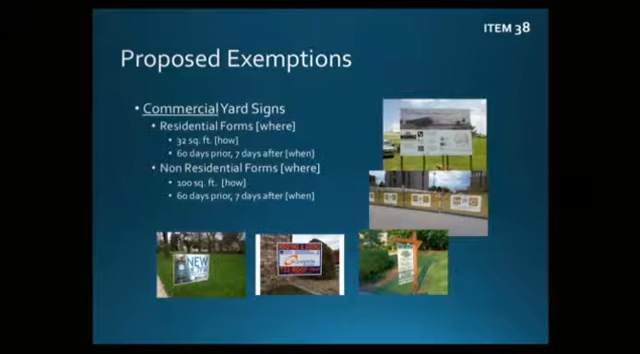 ITEM 38
Proposed Exemptions
• Commercial Yard Signs
• Residential Forms [where]
• 32 sq. ft. [how]
• 60 days prior, 7 days after [when]
• Non Residential Forms [where]
• 100 sq. ft. [how]
• 60 days prior, 7 days after [when]
NEW